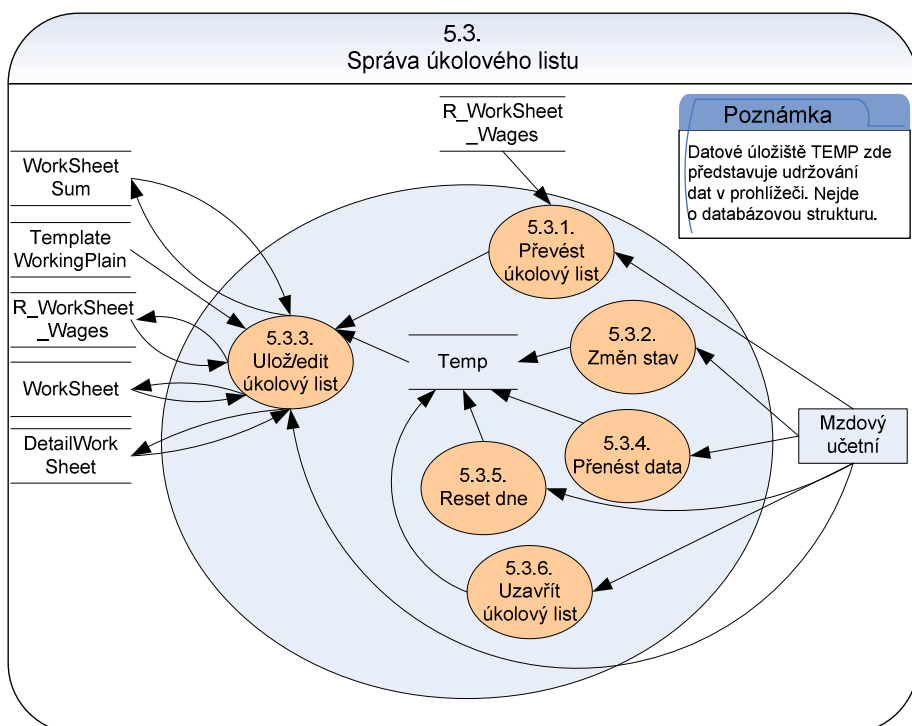 5.3.
Správa úkolového listu
R_WorkSheet
_Wages
Poznámka
Datové úložiště TEMP zde
představuje udržování
dat v prohlížeči. Nejde
o databázovou strukturu.
WorkSheet
Sum
Template
WorkingPlain
R_WorkSheet
_Wages
WorkSheet
DetailWork
Sheet
5.3.1.
Převést
úkolový list
5.3.3.
Ulož/edit
úkolový list
Temp
5.3.2.
Změn stav
5.3.4.
Přenést data
5.3.5.
Reset dne
5.3.6.
Uzavřít
úkolový list
Mzdový
učetní